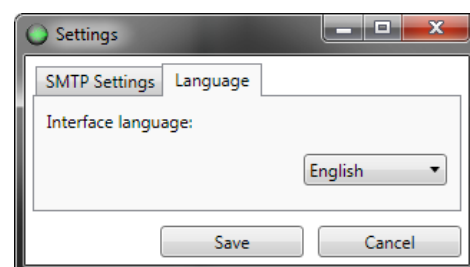 Settings
SMTP Settings Language
Interface language:
English
Save Cancel